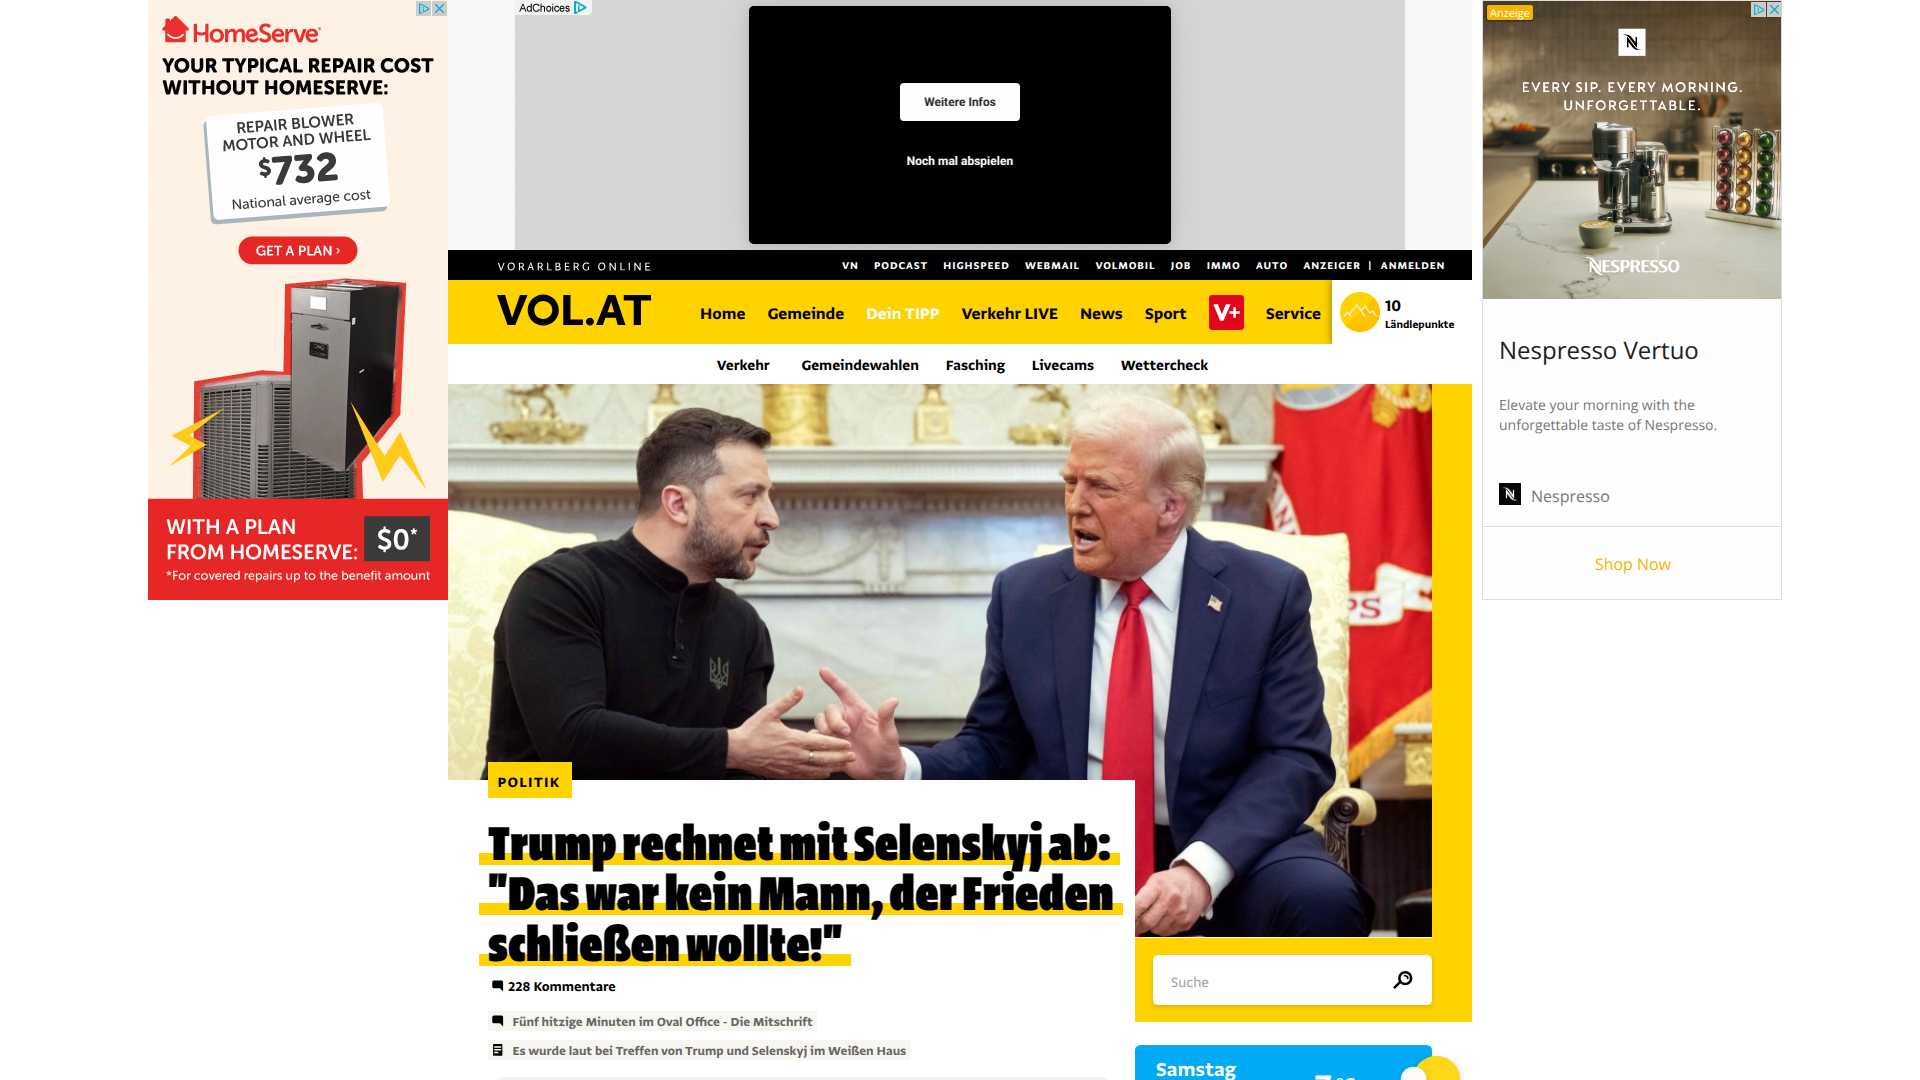 HomeServe
YOUR TYPICAL REPAIR COST
WITHOUT HOMESERVE:
REPAIR BLOWER
MOTOR AND WHEEL
$732
National average cost
GET A PLAN ›
WITH A PLAN
FROM HOMESERVE:
$0*
*For covered repairs up to the benefit amount
AdChoices
Weitere Infos
Noch mal abspielen
Anzeige
N
EVERY SIP. EVERY MORNING.
UNFORGETTABLE.
NESPRESSO
Nespresso Vertuo
Elevate your morning with the
unforgettable taste of Nespresso.
Nespresso
Shop Now
VORARLBERG ONLINE
VN PODCAST HIGHSPEED WEBMAIL VOLMOBIL JOB IMMO AUTO ANZEIGER | ANMELDEN
VOL.AT
Home Gemeinde Dein TIPP Verkehr LIVE News Sport V+ Service
10
Ländlepunkte
Verkehr Gemeindewahlen Fasching Livecams Wettercheck
PS
POLITIK
Trump rechnet mit Selenskyj ab:
"Das war kein Mann, der Frieden
schließen wollte!"
228 Kommentare
Fünf hitzige Minuten im Oval Office - Die Mitschrift
Es wurde laut bei Treffen von Trump und Selenskyj im Weißen Haus
Suche
Samstag